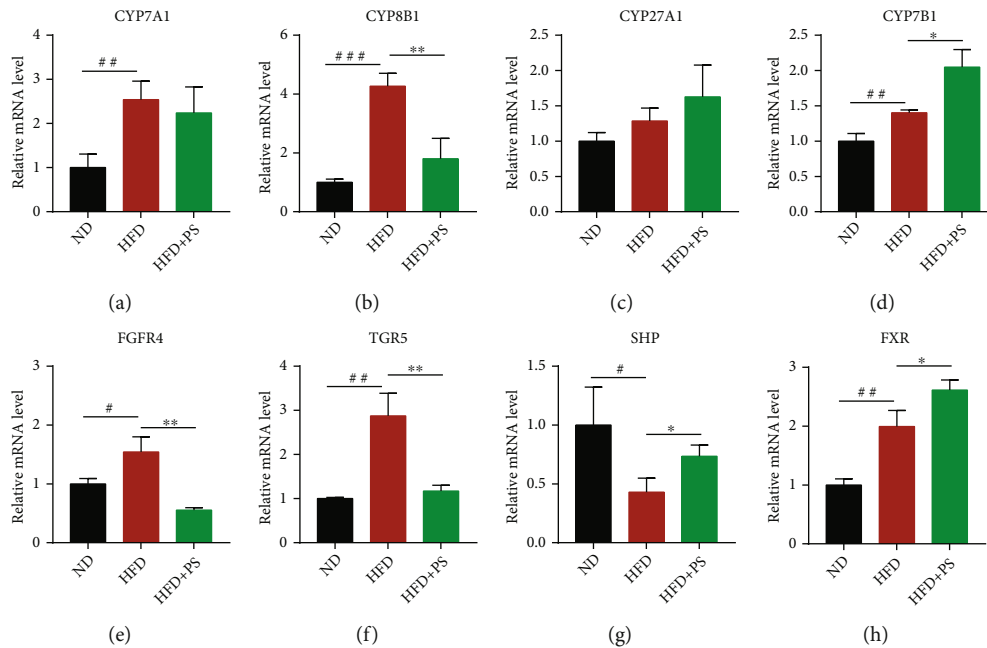 CYP7A1
Relative mRNA level
4
3
2
1
0
##
ND
HFD
HFD+PS
(a)
CYP8B1
Relative mRNA level
6
4
2
0
###
**
ND
HFD
HFD+PS
(b)
CYP27A1
Relative mRNA level
2.5
2.0
1.5
1.0
0.5
0.0
ND
HFD
HFD+PS
(c)
CYP7B1
Relative mRNA level
2.5
2.0
1.5
1.0
0.5
0.0
##
*
ND
HFD
HFD+PS
(d)
FGFR4
Relative mRNA level
3
2
1
0
#
**
ND
HFD
HFD+PS
(e)
TGR5
Relative mRNA level
4
3
2
1
0
##
**
ND
HFD
HFD+PS
(f)
SHP
Relative mRNA level
1.5
1.0
0.5
0.0
#
*
ND
HFD
HFD+PS
(g)
FXR
Relative mRNA level
3
2
1
0
##
*
ND
HFD
HFD+PS
(h)